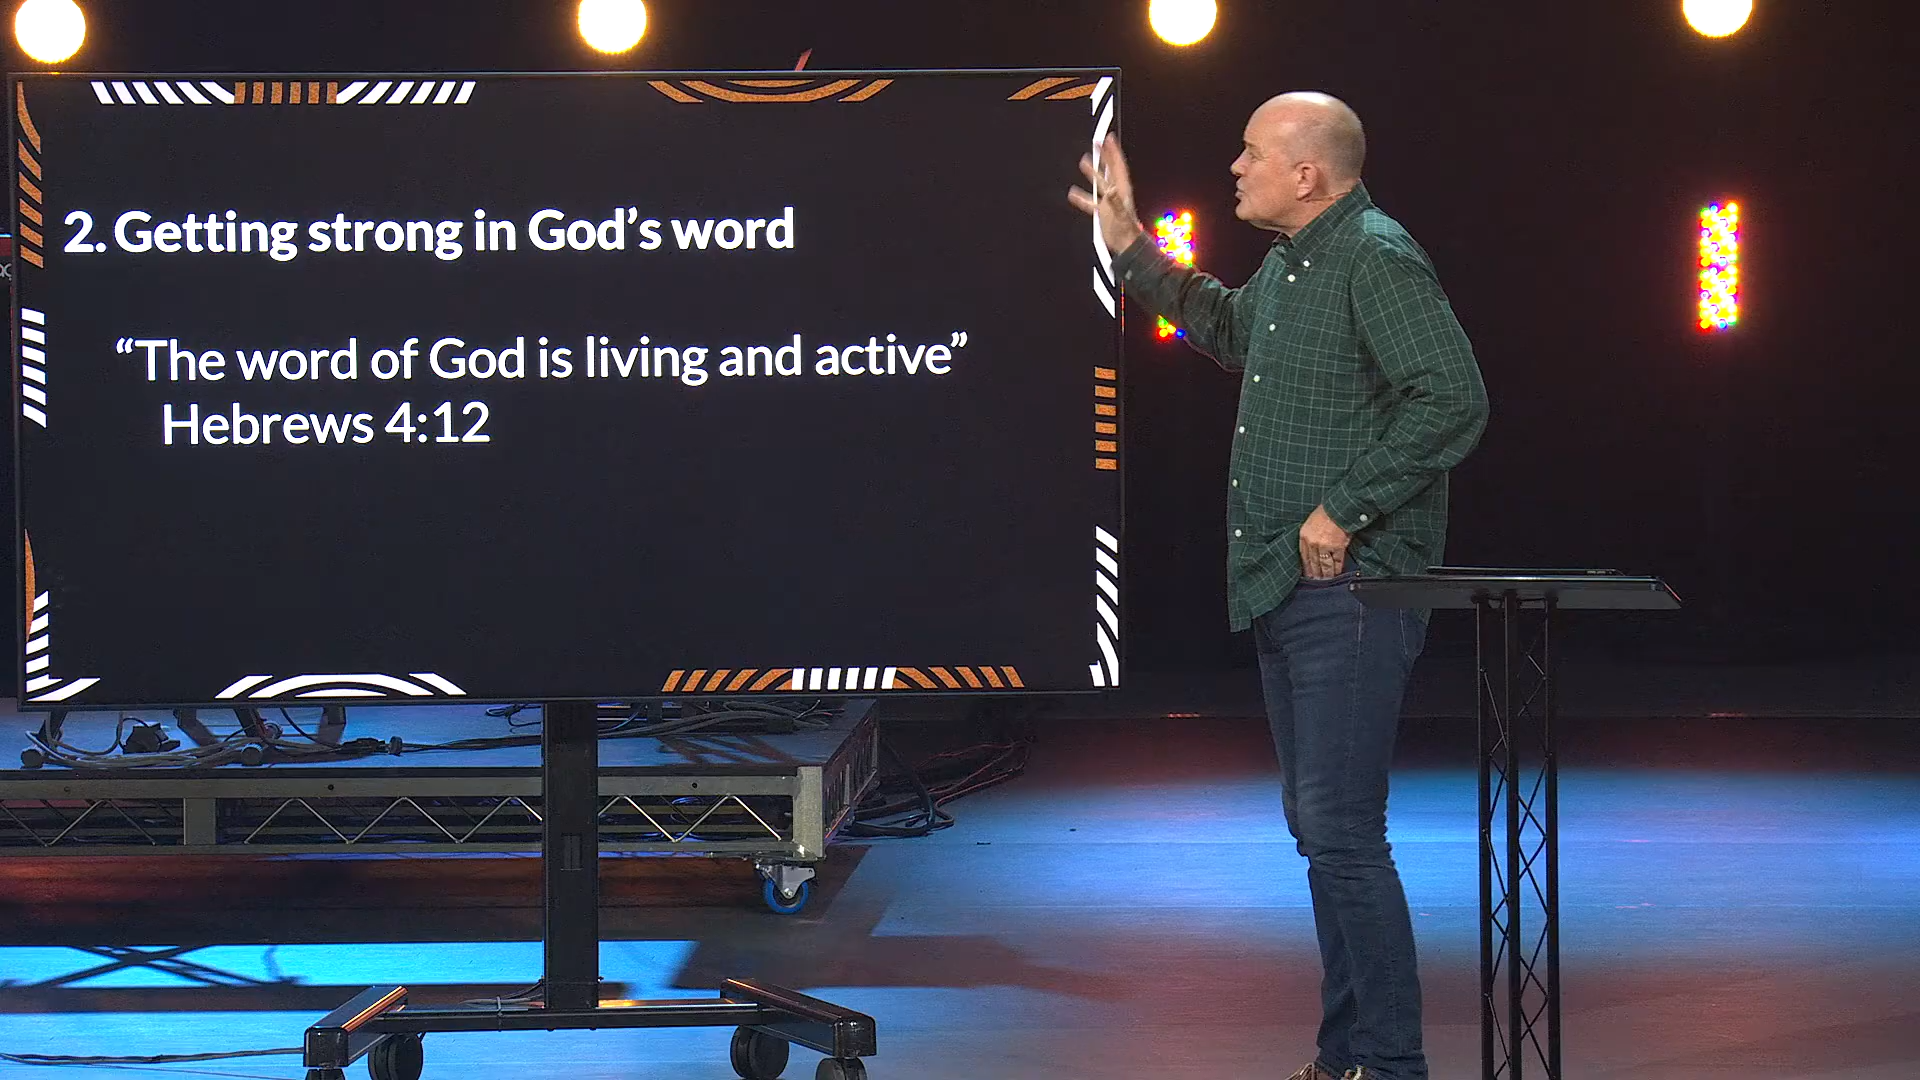 2. Getting strong in God’s word
“The word of God is living and active”
Hebrews 4:12